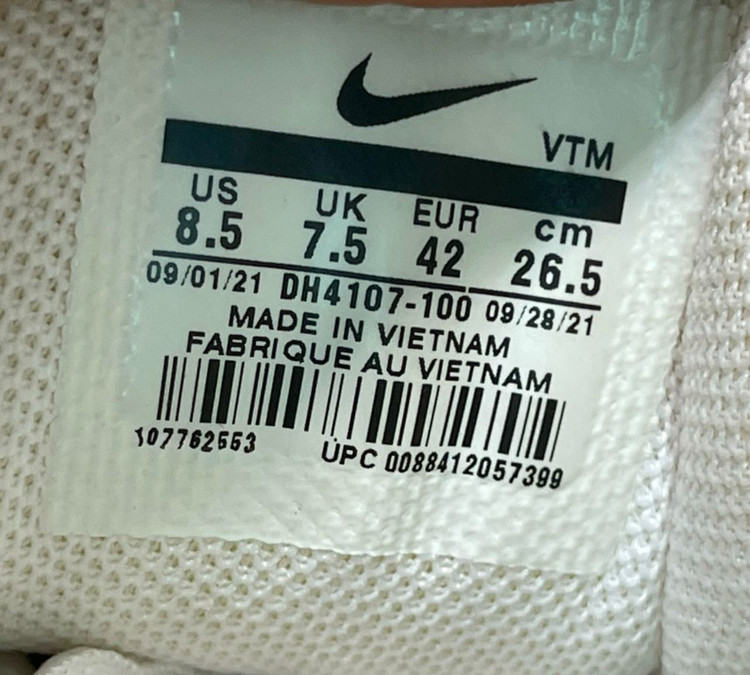 VTM
US UK EUR cm
8.5 7.5 42 26.5
09/01/21 DH4107-100 09/28/21
MADE IN VIETNAM
FABRIQUE AU VIETNAM
107762553 UPC 0088412057399